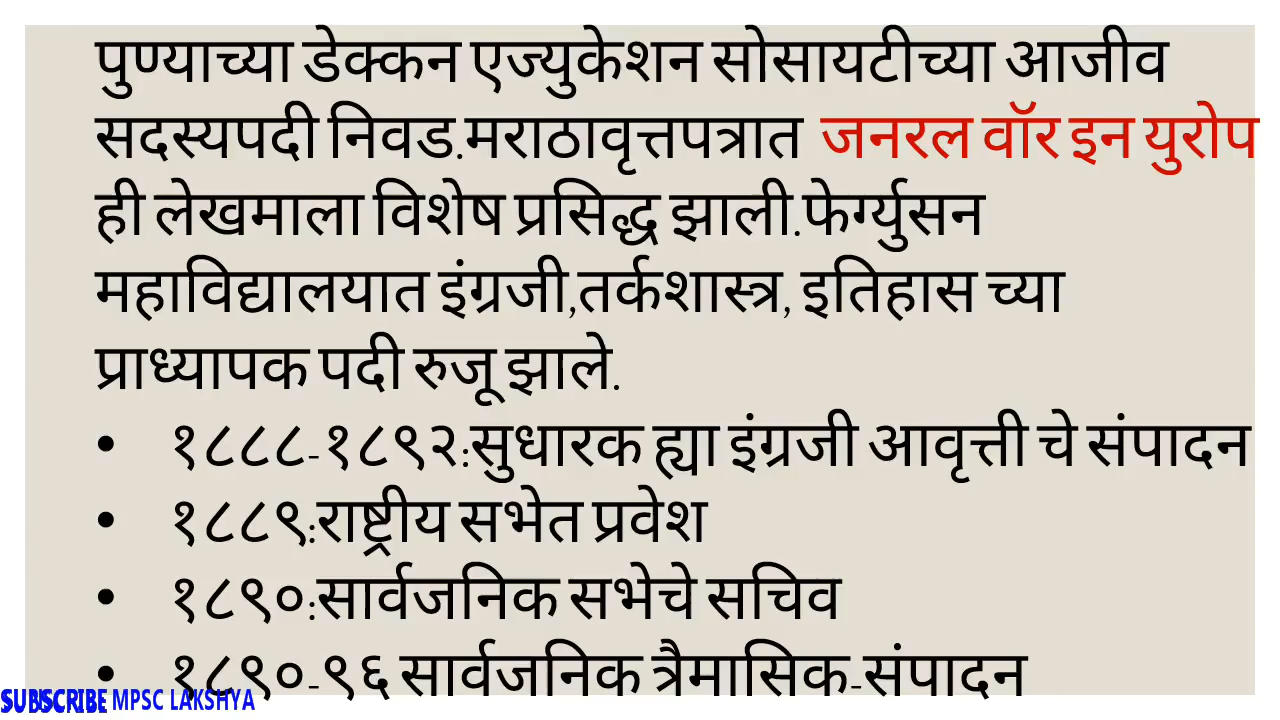 पुण्याच्या डेक्कन एज्युकेशन सोसायटीच्या आजीव
सदस्यपदी निवड.मराठावृत्तपत्रात जनरल वॉर इन युरोप
ही लेखमाला विशेष प्रसिद्ध झाली.फेर्ग्युसन
महाविद्यालयात इंग्रजी,तर्कशास्त्र, इतिहास च्या
प्राध्यापक पदी रुजू झाले.
• १८८८-१८९२:सुधारक ह्या इंग्रजी आवृत्ती चे संपादन
• १८८९:राष्ट्रीय सभेत प्रवेश
• १८९०:सार्वजनिक सभेचे सचिव
• १८९०-९६ सार्वजनिक त्रैमासिक-संपादन
SUBSCRIBE MPSC LAKSHYA